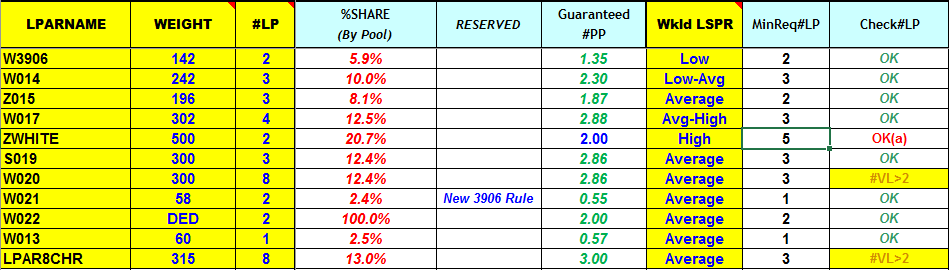 LPARNAME WEIGHT #LP %SHARE (By Pool) RESERVED Guaranteed #PP Wkld LSPR MinReq#LP Check#LP
W3906 142 2 5.9% 1.35 Low 2 OK
W014 242 3 10.0% 2.30 Low-Avg 3 OK
Z015 196 3 8.1% 1.87 Average 2 OK
W017 302 4 12.5% 2.88 Avg-High 3 OK
ZWHITE 500 2 20.7% 2.00 High 5 OK(a)
S019 300 3 12.4% 2.86 Average 3 OK
W020 300 8 12.4% 2.86 Average 3 #VL>2
W021 58 2 2.4% New 3906 Rule 0.55 Average 1 OK
W022 DED 2 100.0% 2.00 Average 2 OK
W013 60 1 2.5% 0.57 Average 1 OK
LPAR8CHR 315 8 13.0% 3.00 Average 3 #VL>2